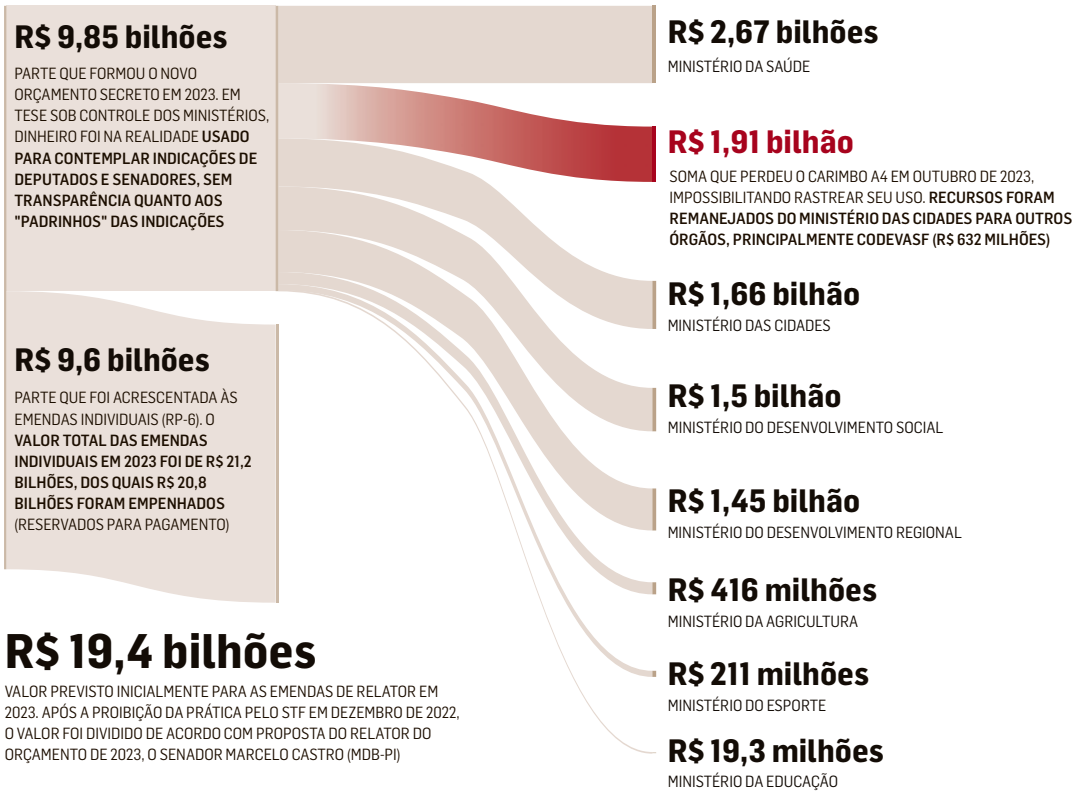 R$ 9,85 bilhões
PARTE QUE FORMOU O NOVO
ORÇAMENTO SECRETO EM 2023. EM
TESE SOB CONTROLE DOS MINISTÉRIOS,
DINHEIRO FOI NA REALIDADE USADO
PARA CONTEMPLAR INDICAÇÕES DE
DEPUTADOS E SENADORES, SEM
TRANSPARÊNCIA QUANTO AOS
"PADRINHOS" DAS INDICAÇÕES
R$ 9,6 bilhões
PARTE QUE FOI ACRESCENTADA ÀS
EMENDAS INDIVIDUAIS (RP-6). O
VALOR TOTAL DAS EMENDAS
INDIVIDUAIS EM 2023 FOI DE R$ 21,2
BILHÕES, DOS QUAIS R$ 20,8
BILHÕES FORAM EMPENHADOS
(RESERVADOS PARA PAGAMENTO)
R$ 19,4 bilhões
VALOR PREVISTO INICIALMENTE PARA AS EMENDAS DE RELATOR EM
2023. APÓS A PROIBIÇÃO DA PRÁTICA PELO STF EM DEZEMBRO DE 2022,
O VALOR FOI DIVIDIDO DE ACORDO COM PROPOSTA DO RELATOR DO
ORÇAMENTO DE 2023, O SENADOR MARCELO CASTRO (MDB-PI)
R$ 2,67 bilhões
MINISTÉRIO DA SAÚDE
R$ 1,91 bilhão
SOMA QUE PERDEU O CARIMBO A4 EM OUTUBRO DE 2023,
IMPOSSIBILITANDO RASTREAR SEU USO. RECURSOS FORAM
REMANEJADOS DO MINISTÉRIO DAS CIDADES PARA OUTROS
ÓRGÃOS, PRINCIPALMENTE CODEVASF (R$ 632 MILHÕES)
R$ 1,66 bilhão
MINISTÉRIO DAS CIDADES
R$ 1,5 bilhão
MINISTÉRIO DO DESENVOLVIMENTO SOCIAL
R$ 1,45 bilhão
MINISTÉRIO DO DESENVOLVIMENTO REGIONAL
R$ 416 milhões
MINISTÉRIO DA AGRICULTURA
R$ 211 milhões
MINISTÉRIO DO ESPORTE
R$ 19,3 milhões
MINISTÉRIO DA EDUCAÇÃO